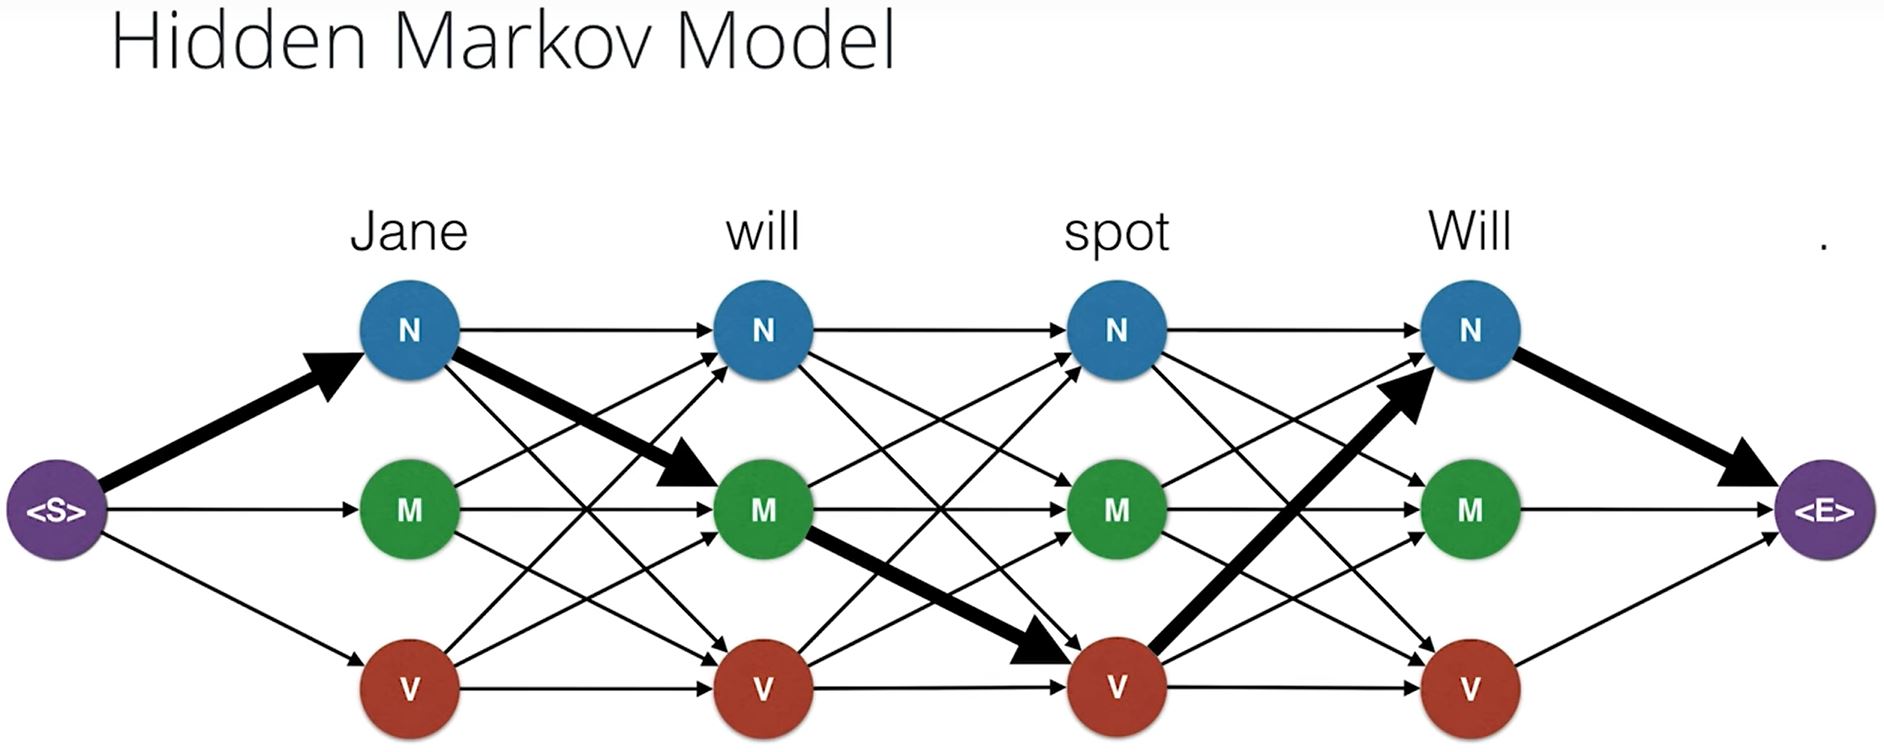 Hidden Markov Model
Jane will spot Will .
N N N N
<S> M M M M <E>
V V V V